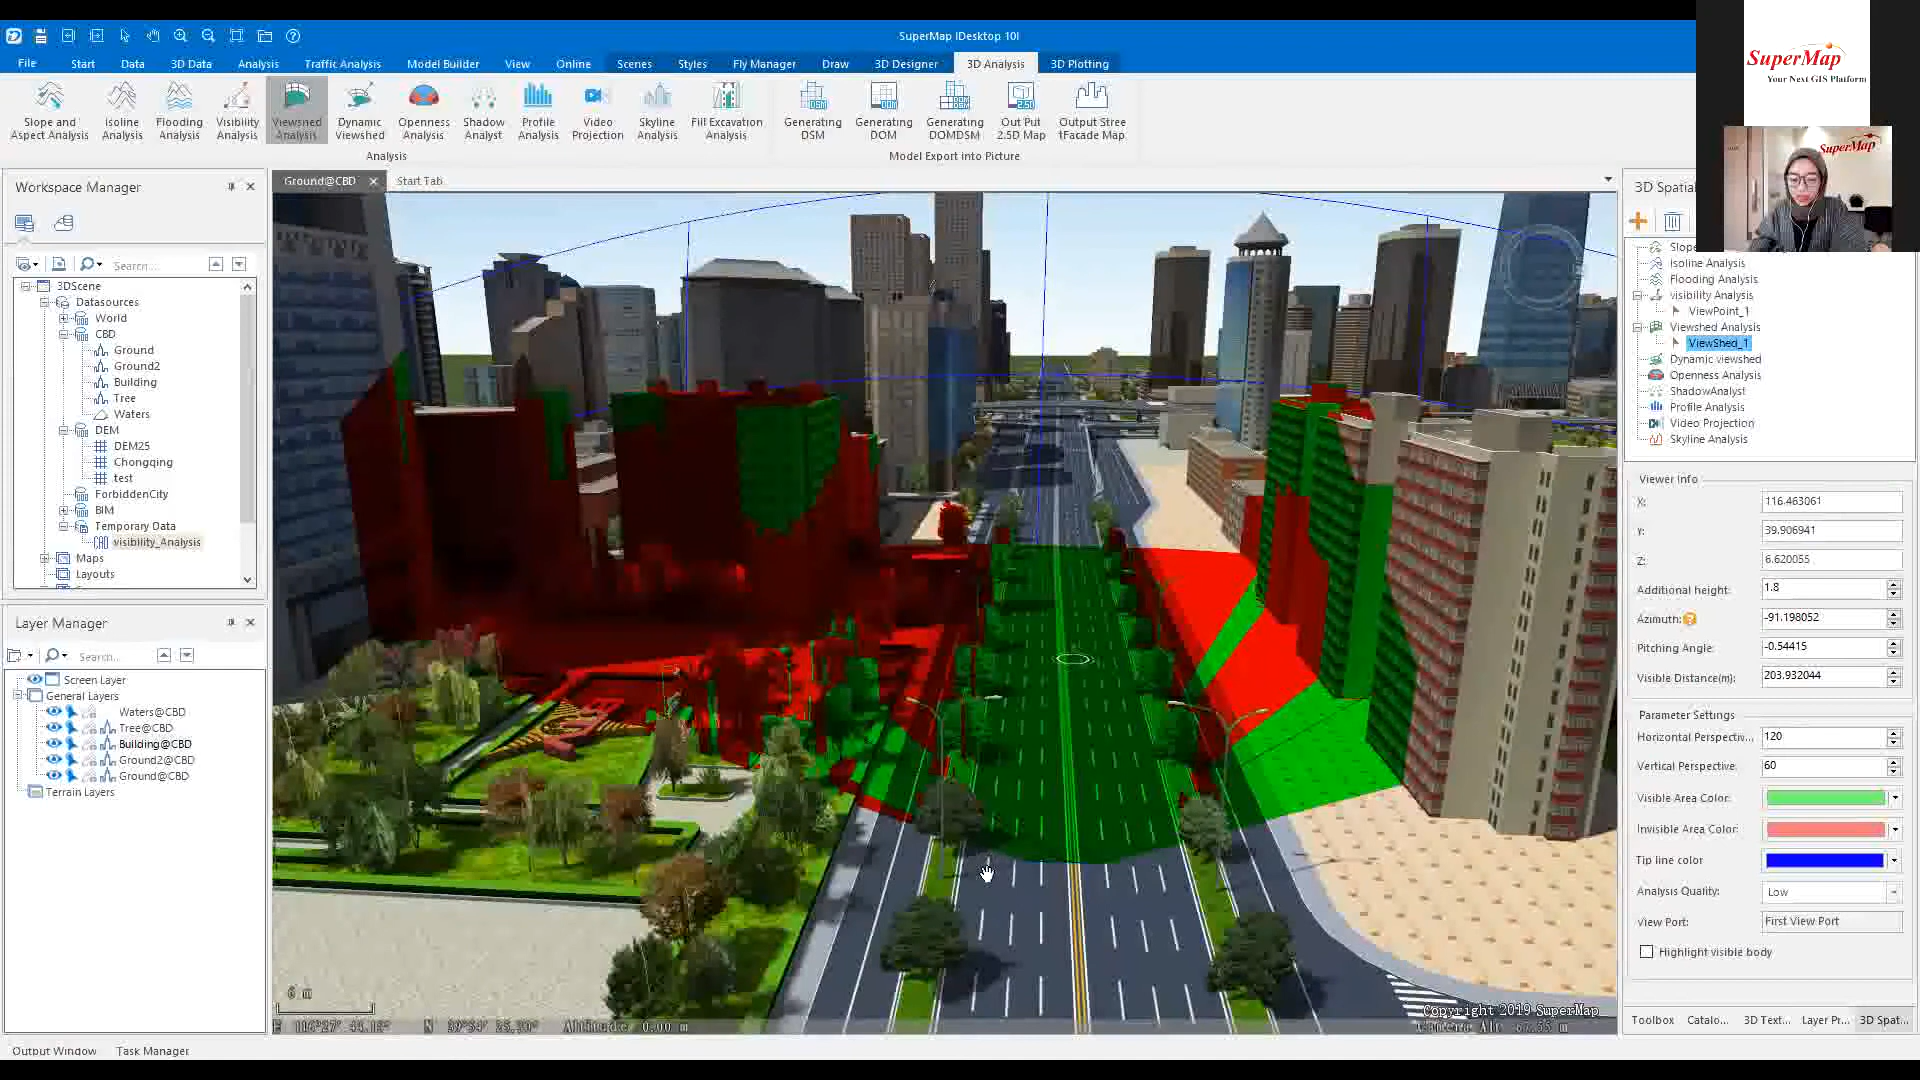 SuperMap IDesktop 10I
File Start Data 3D Data Analysis Traffic Analysis Model Builder View Online Scenes Styles Fly Manager Draw 3D Designer 3D Analysis 3D Plotting
Slope and Aspect Analysis
Isoline Analysis
Flooding Analysis
Visibility Analysis
Viewshed Analysis
Dynamic Viewshed
Openness Analysis
Shadow Analyst
Profile Analysis
Video Projection
Skyline Analysis
Fill Excavation Analysis
Generating DSM
Generating DOM
Generating DOMDSM
Out Put 2.5D Map
Output Stree tFacade Map
Analysis
Model Export into Picture
SuperMap
Your Next GIS Platform
SuperMap
Workspace Manager
Search...
3DScene
Datasources
World
CBD
Ground
Ground2
Building
Tree
Waters
DEM
DEM25
Chongqing
test
ForbiddenCity
BIM
Temporary Data
visibility_Analysis
Maps
Layouts
Layer Manager
Search...
Screen Layer
General Layers
Waters@CBD
Tree@CBD
Building@CBD
Ground2@CBD
Ground@CBD
Terrain Layers
Ground@CBD
Start Tab
6 m
Altitude: 0.00 m
Copyright 2019 SuperMap
3D Spatial
Isoline Analysis
Flooding Analysis
visibility Analysis
ViewPoint_1
Viewshed Analysis
ViewShed_1
Dynamic viewshed
Openness Analysis
ShadowAnalyst
Profile Analysis
Video Projection
Skyline Analysis
Viewer Info
X: 116.463061
Y: 39.906941
Z: 6.620055
Additional height: 1.8
Azimuth: -91.198052
Pitching Angle: -0.54415
Visible Distance(m): 203.932044
Parameter Settings
Horizontal Perspectiv... 120
Vertical Perspective: 60
Visible Area Color:
Invisible Area Color:
Tip line color
Analysis Quality: Low
View Port: First View Port
Highlight visible body
Toolbox Catalo... 3D Text... Layer Pr... 3D Spat...
Output Window Task Manager